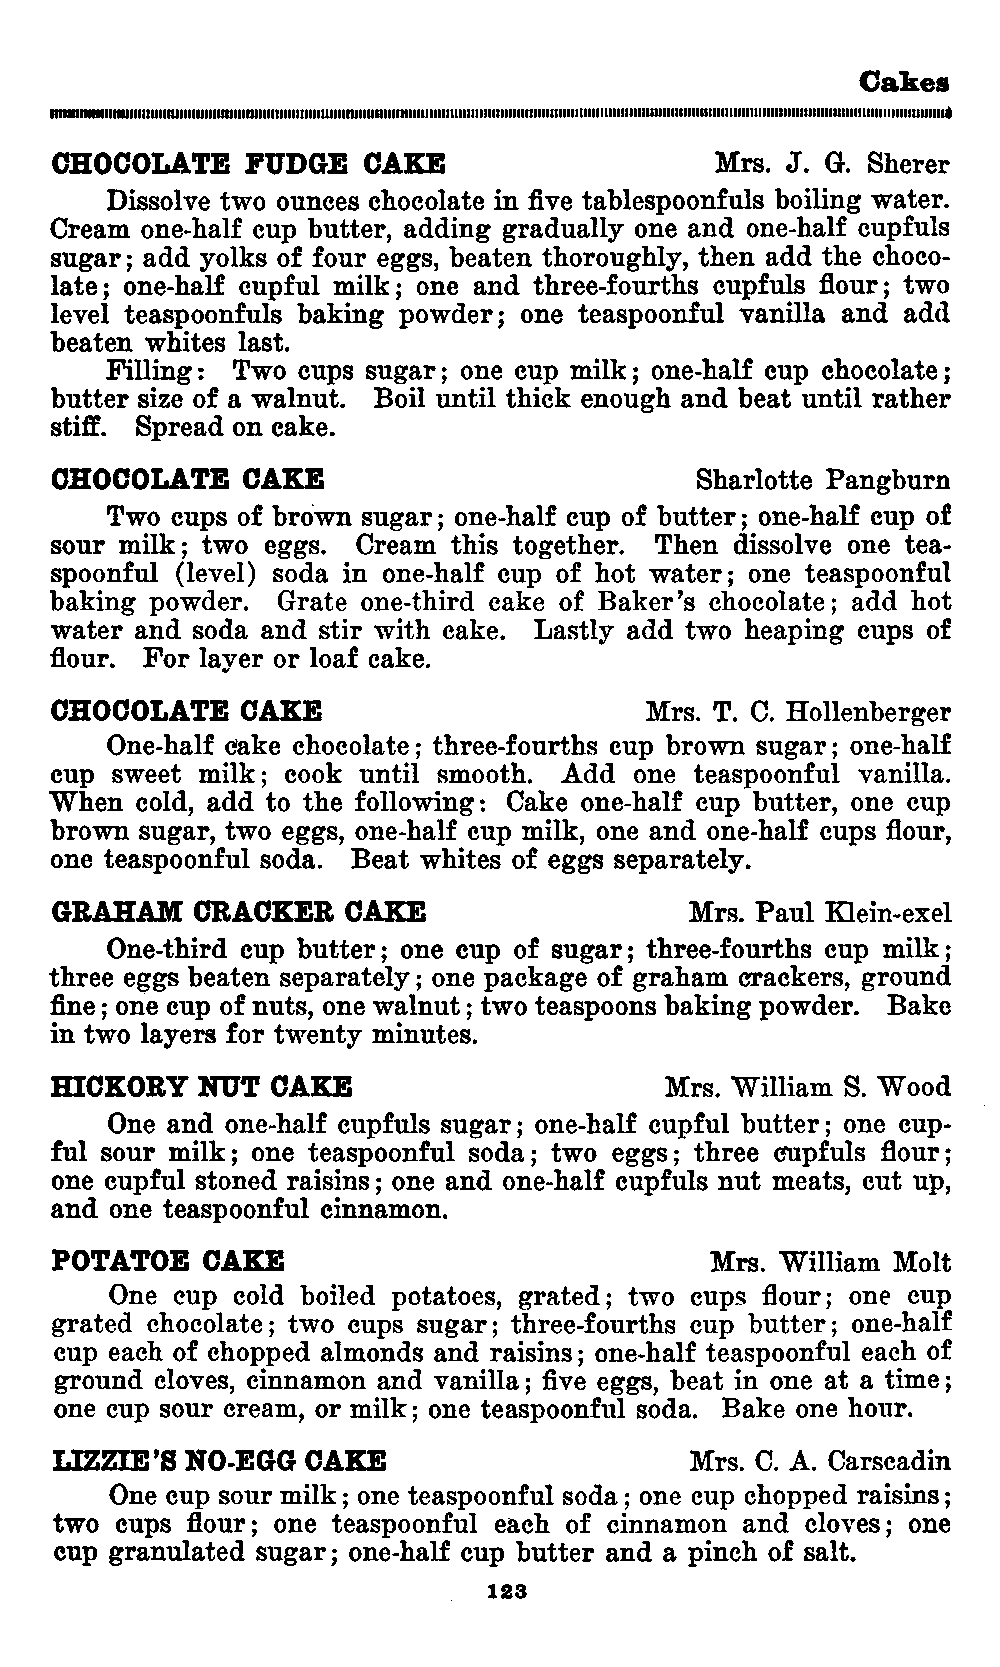 Cakes
CHOCOLATE FUDGE CAKE Mrs. J. G. Sherer
Dissolve two ounces chocolate in five tablespoonfuls boiling water.
Cream one-half cup butter, adding gradually one and one-half cupfuls
sugar; add yolks of four eggs, beaten thoroughly, then add the choco-
late; one-half cupful milk; one and three-fourths cupfuls flour; two
level teaspoonfuls baking powder; one teaspoonful vanilla and add
beaten whites last.
Filling: Two cups sugar; one cup milk; one-half cup chocolate;
butter size of a walnut. Boil until thick enough and beat until rather
stiff. Spread on cake.
CHOCOLATE CAKE Sharlotte Pangburn
Two cups of brown sugar; one-half cup of butter; one-half cup of
sour milk; two eggs. Cream this together. Then dissolve one tea-
spoonful (level) soda in one-half cup of hot water; one teaspoonful
baking powder. Grate one-third cake of Baker's chocolate; add hot
water and soda and stir with cake. Lastly add two heaping cups of
flour. For layer or loaf cake.
CHOCOLATE CAKE Mrs. T. C. Hollenberger
One-half cake chocolate; three-fourths cup brown sugar; one-half
cup sweet milk; cook until smooth. Add one teaspoonful vanilla.
When cold, add to the following: Cake one-half cup butter, one cup
brown sugar, two eggs, one-half cup milk, one and one-half cups flour,
one teaspoonful soda. Beat whites of eggs separately.
GRAHAM CRACKER CAKE Mrs. Paul Klein-exel
One-third cup butter; one cup of sugar; three-fourths cup milk;
three eggs beaten separately; one package of graham crackers, ground
fine; one cup of nuts, one walnut; two teaspoons baking powder. Bake
in two layers for twenty minutes.
HICKORY NUT CAKE Mrs. William S. Wood
One and one-half cupfuls sugar; one-half cupful butter; one cup-
ful sour milk; one teaspoonful soda; two eggs; three cupfuls flour;
one cupful stoned raisins; one and one-half cupfuls nut meats, cut up,
and one teaspoonful cinnamon.
POTATOE CAKE Mrs. William Molt
One cup cold boiled potatoes, grated; two cups flour; one cup
grated chocolate; two cups sugar; three-fourths cup butter; one-half
cup each of chopped almonds and raisins; one-half teaspoonful each of
ground cloves, cinnamon and vanilla; five eggs, beat in one at a time;
one cup sour cream, or milk; one teaspoonful soda. Bake one hour.
LIZZIE'S NO-EGG CAKE Mrs. C. A. Carscadin
One cup sour milk; one teaspoonful soda; one cup chopped raisins;
two cups flour; one teaspoonful each of cinnamon and cloves; one
cup granulated sugar; one-half cup butter and a pinch of salt.
123